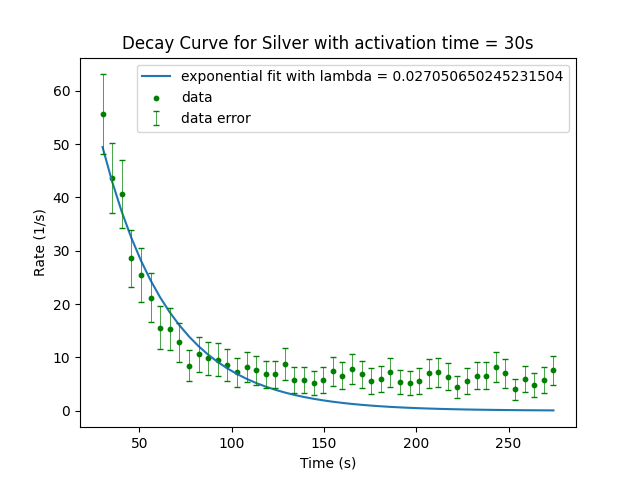 Decay Curve for Silver with activation time = 30s
exponential fit with lambda = 0.027050650245231504
data
data error
60
50
40
30
20
10
0
Rate (1/s)
50 100 150 200 250
Time (s)